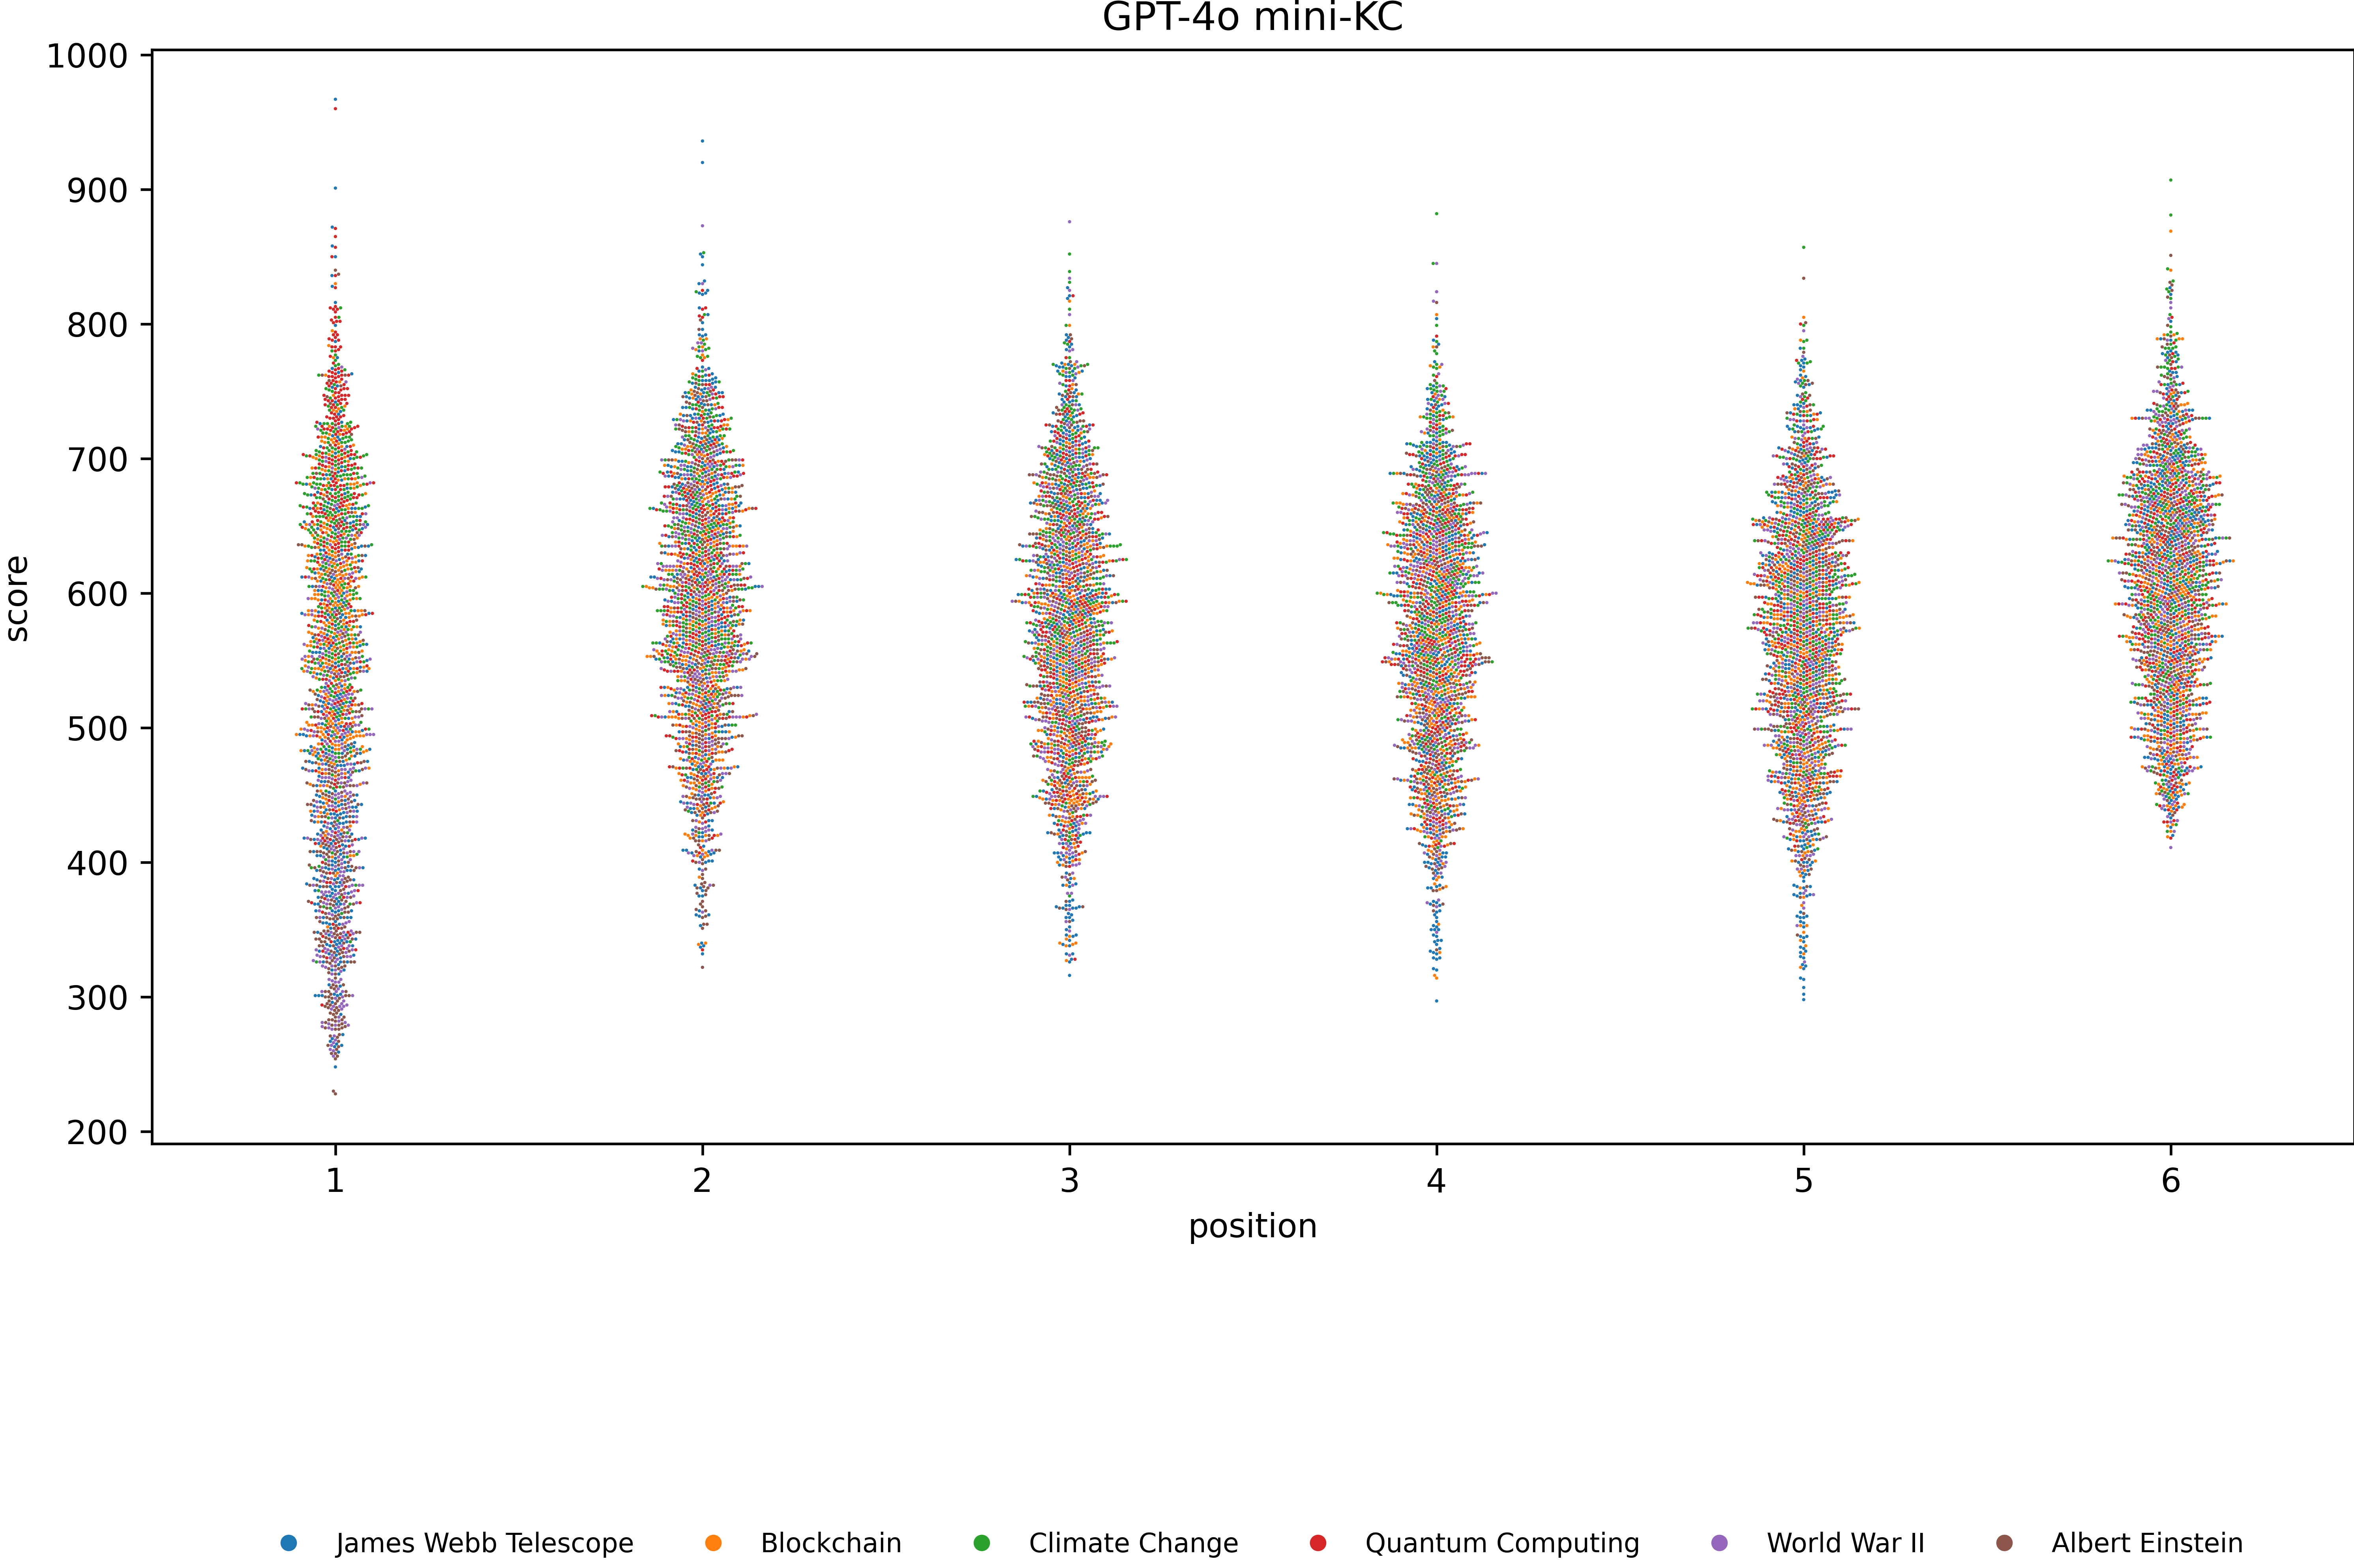 GPT-4o mini-KC
1000
900
800
700
600
500
400
300
200
score
1 2 3 4 5 6
position
James Webb Telescope Blockchain Climate Change Quantum Computing World War II Albert Einstein